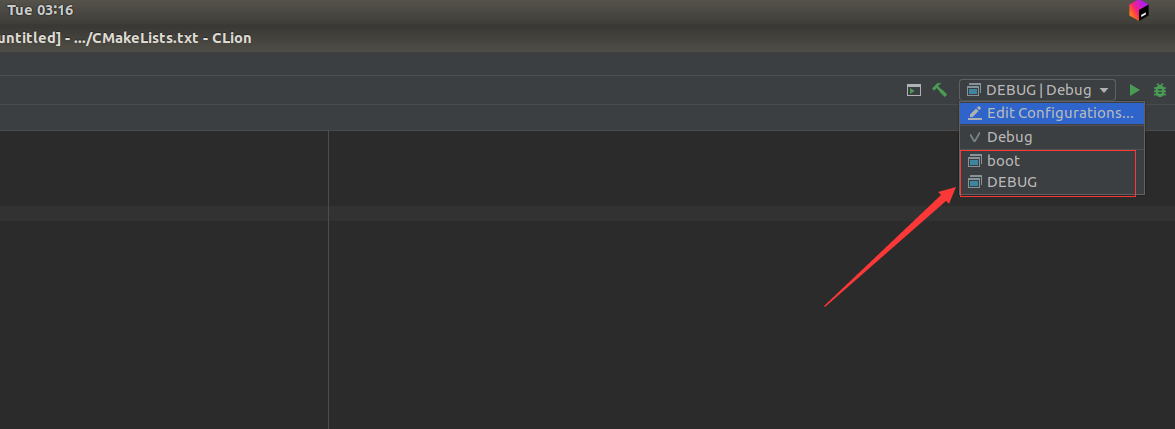 Tue 03:16
untitled] - .../CMakeLists.txt - CLion
DEBUG | Debug
Edit Configurations...
Debug
boot
DEBUG